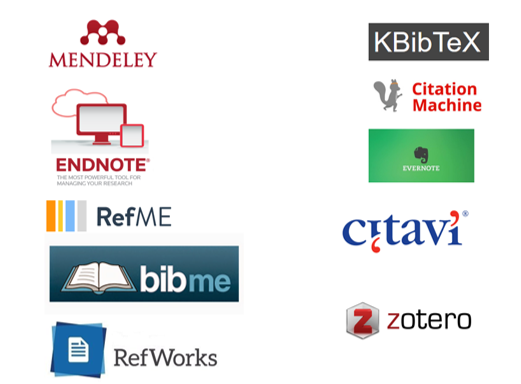 MENDELEY
ENDNOTE®
THE MOST POWERFUL TOOL FOR
MANAGING YOUR RESEARCH
RefME
bibme
RefWorks
KBibTeX
Citation
Machine
EVERNOTE
citavi®
Z zotero